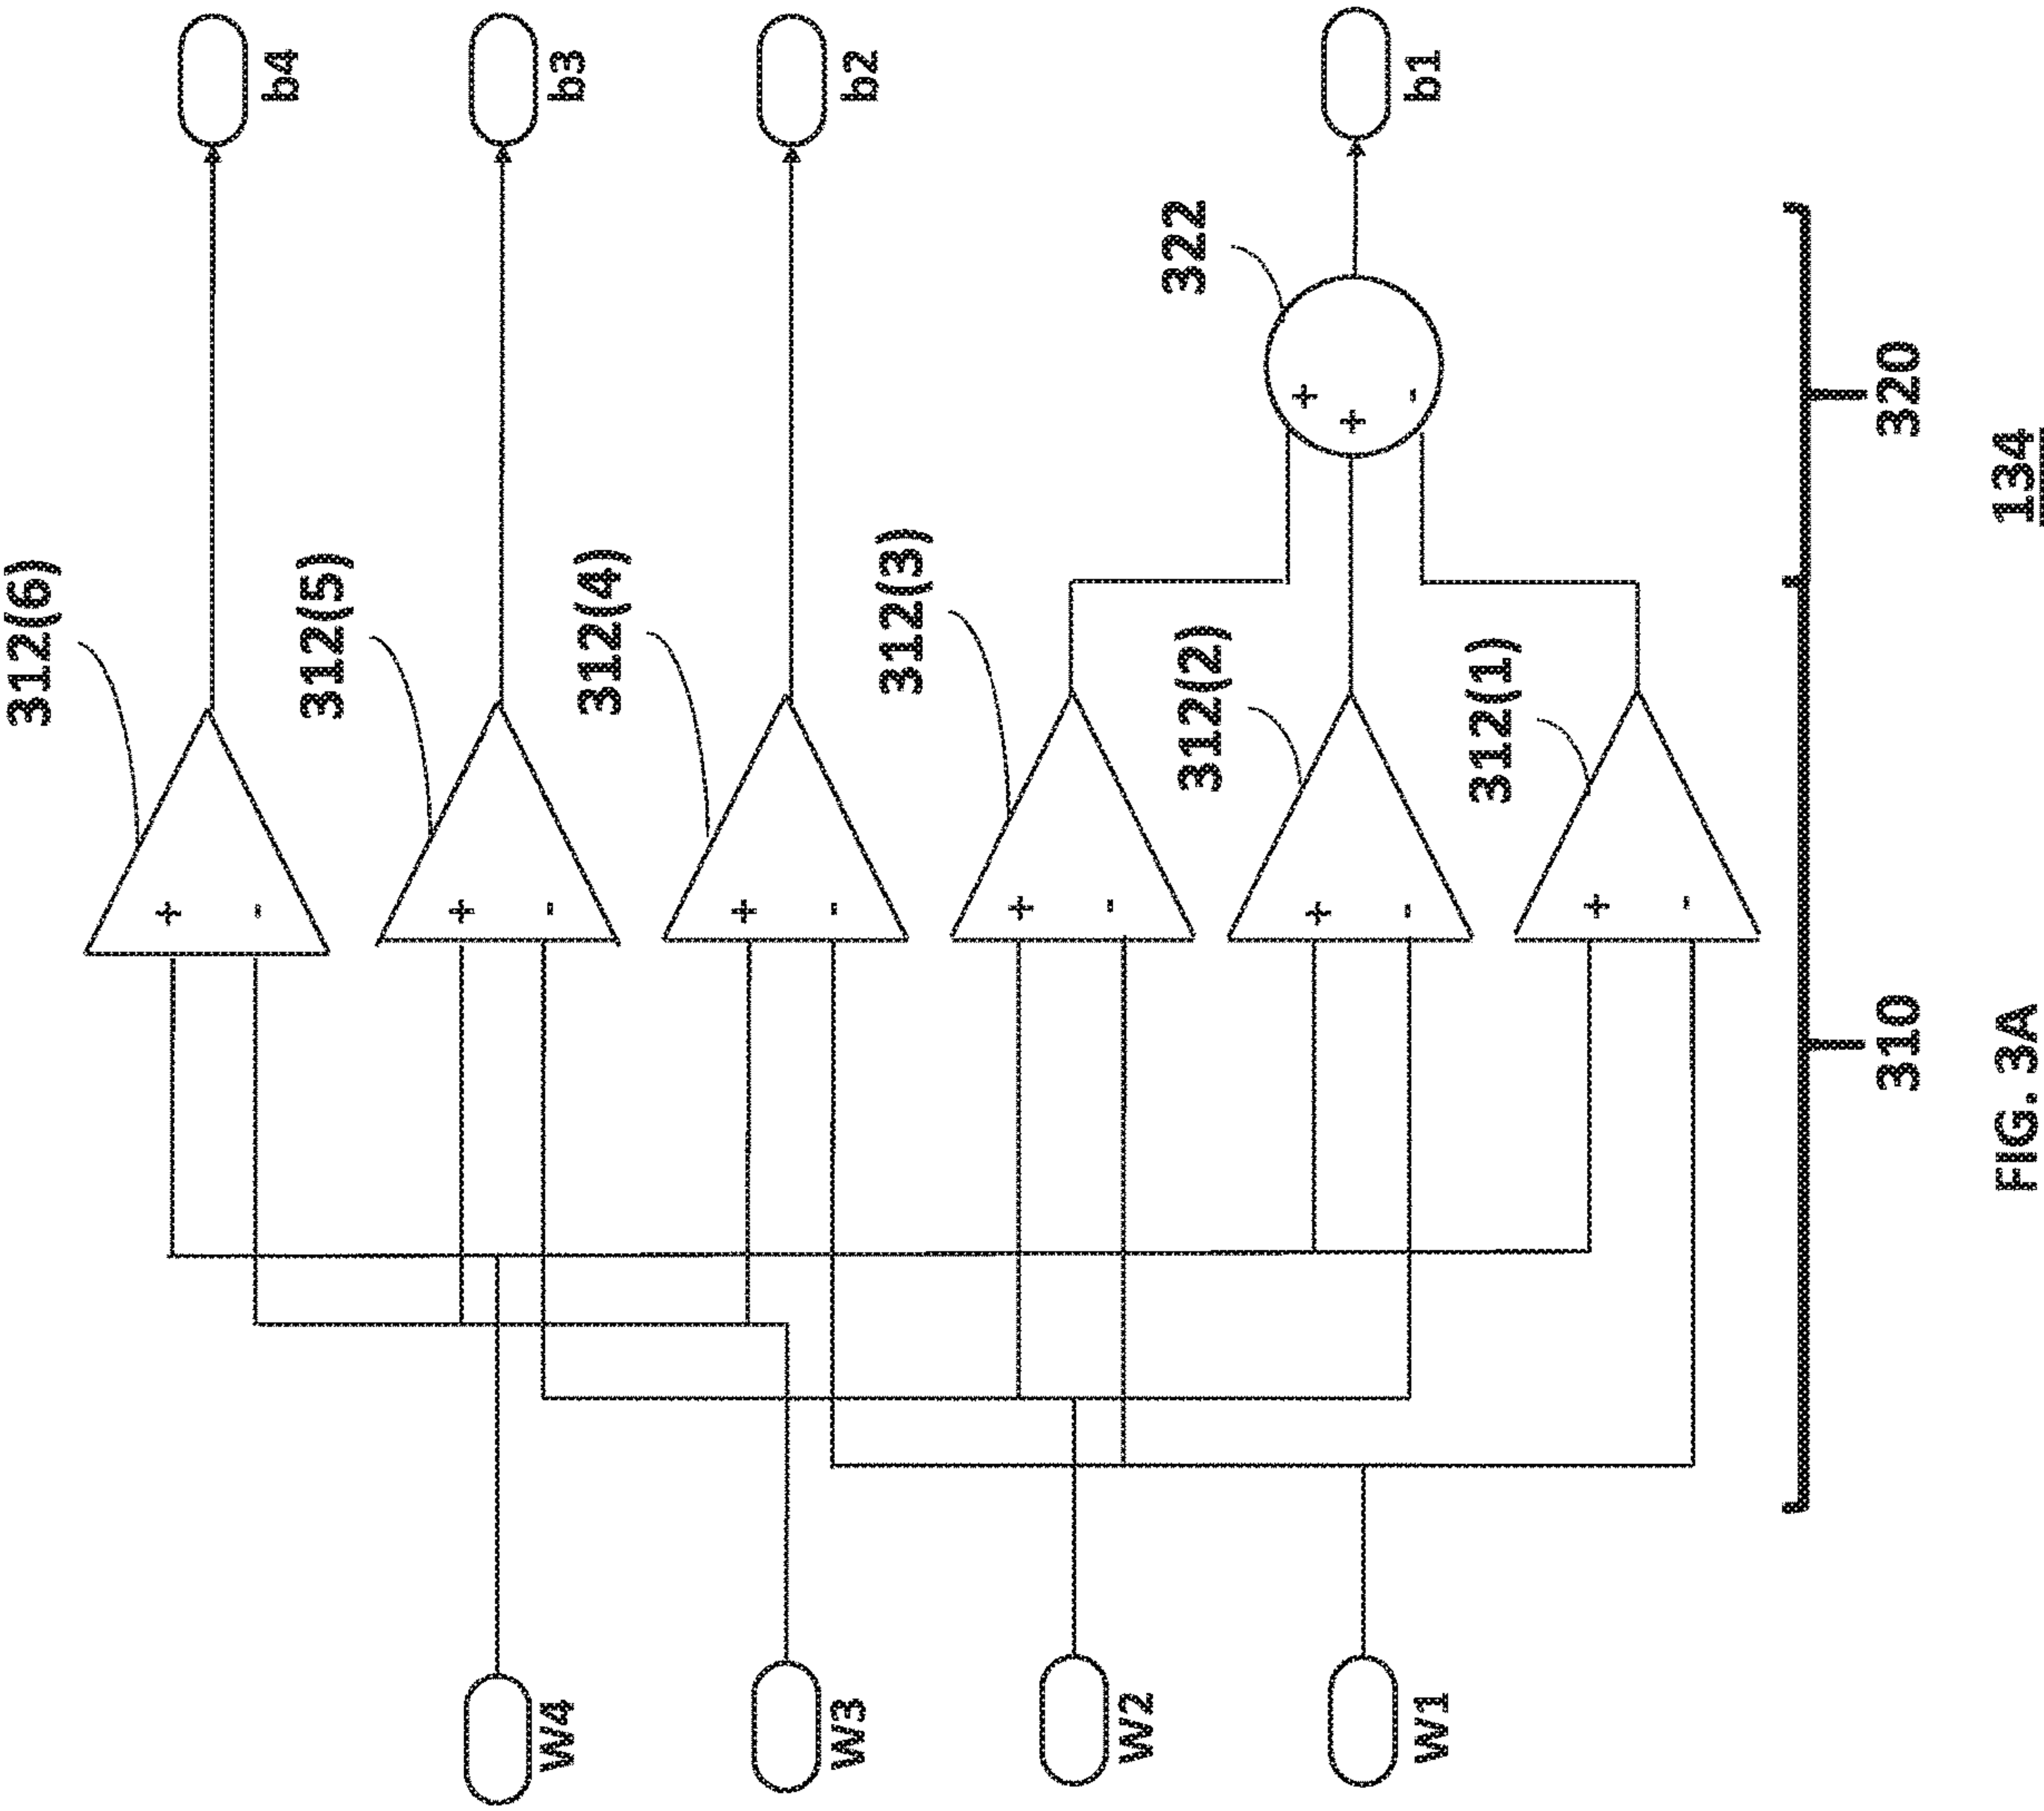 b4
b3
b2
b1
322
312(6)
312(5)
312(4)
312(3)
312(2)
312(1)
+
-
+
-
+
-
+
-
+
-
+
-
+
+
-
W4
W3
W2
W1
310
320
134
FIG. 3A